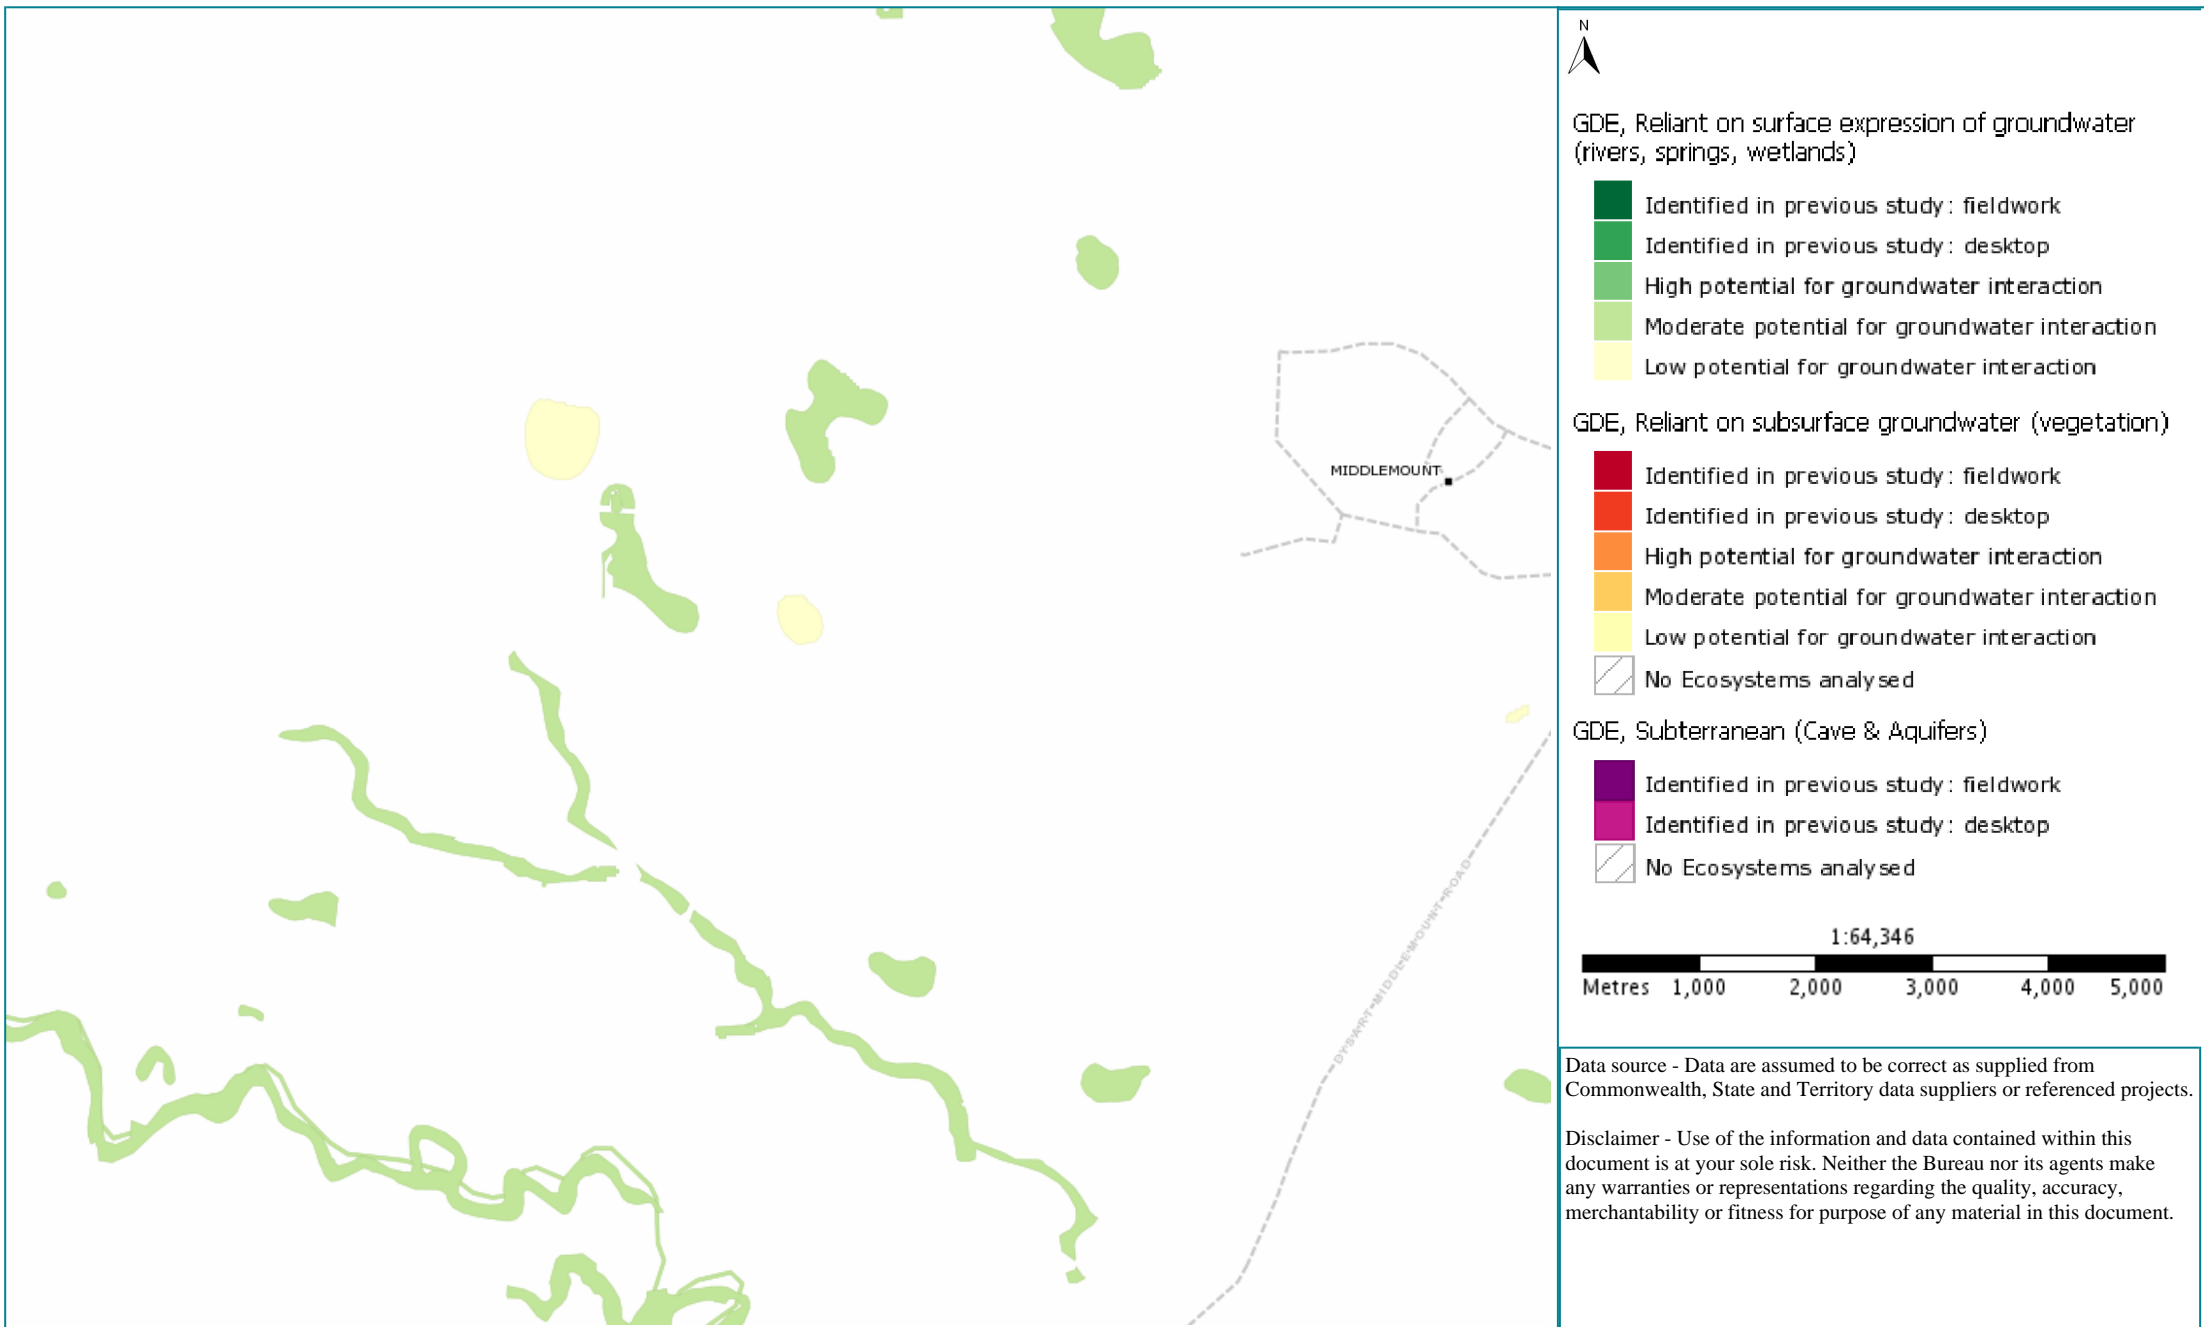 MIDDLEMOUNT
DYSART-MIDDLEMOUNT-ROAD
N
GDE, Reliant on surface expression of groundwater
(rivers, springs, wetlands)
Identified in previous study: fieldwork
Identified in previous study: desktop
High potential for groundwater interaction
Moderate potential for groundwater interaction
Low potential for groundwater interaction
GDE, Reliant on subsurface groundwater (vegetation)
Identified in previous study: fieldwork
Identified in previous study: desktop
High potential for groundwater interaction
Moderate potential for groundwater interaction
Low potential for groundwater interaction
No Ecosystems analysed
GDE, Subterranean (Cave & Aquifers)
Identified in previous study: fieldwork
Identified in previous study: desktop
No Ecosystems analysed
1:64,346
Metres 1,000 2,000 3,000 4,000 5,000
Data source - Data are assumed to be correct as supplied from
Commonwealth, State and Territory data suppliers or referenced projects.
Disclaimer - Use of the information and data contained within this
document is at your sole risk. Neither the Bureau nor its agents make
any warranties or representations regarding the quality, accuracy,
merchantability or fitness for purpose of any material in this document.